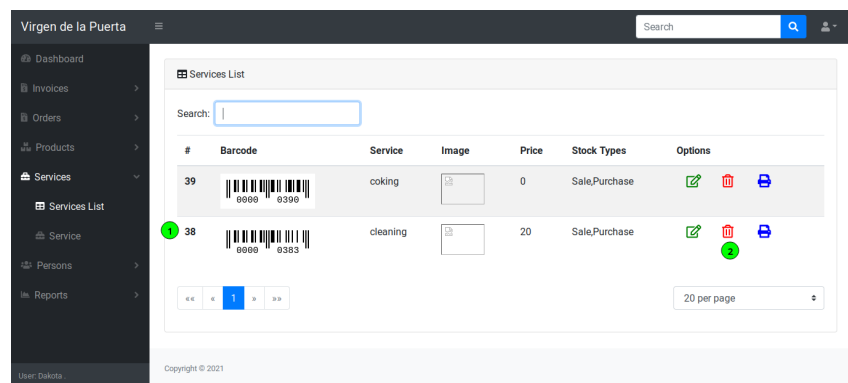 Virgen de la Puerta
Search
Dashboard
Invoices
Orders
Products
Services
Services List
Service
Persons
Reports
User: Dakota .
Services List
Search:
# Barcode Service Image Price Stock Types Options
39 0000 0390 coking 0 Sale,Purchase
1 38 0000 0383 cleaning 20 Sale,Purchase
2
«« « 1 » »» 20 per page
Copyright © 2021